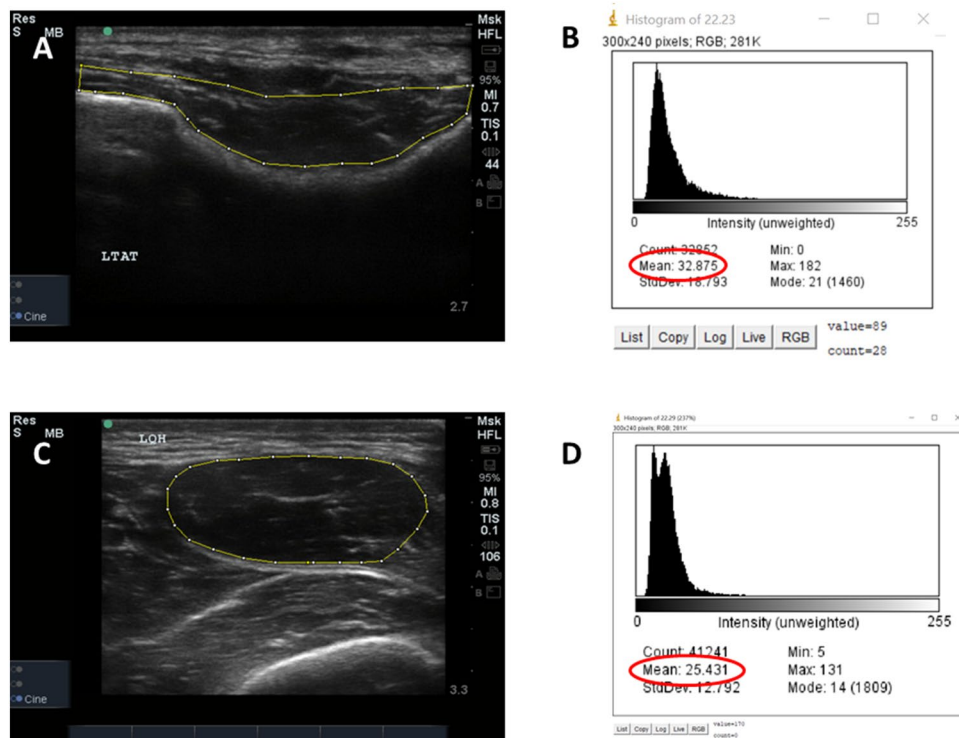 Res
S MB
A
Msk
HFL
95%
MI
0.7
TIS
0.1
44
A
B
LTAT
Cine
2.7
B
Histogram of 22.23
300x240 pixels; RGB; 281K
0 255
Intensity (unweighted)
Count: 32852 Min: 0
Mean: 32.875 Max: 182
StdDev: 18.793 Mode: 21 (1460)
List Copy Log Live RGB value=89
count=28
Res
S MB
C
LQH
Msk
HFL
95%
MI
0.8
TIS
0.1
106
A
B
Cine
3.3
D
Histogram of 22.29 (237%)
300x240 pixels; RGB; 281K
0 255
Intensity (unweighted)
Count: 41241 Min: 5
Mean: 25.431 Max: 131
StdDev: 12.792 Mode: 14 (1809)
List Copy Log Live RGB value=170
count=0